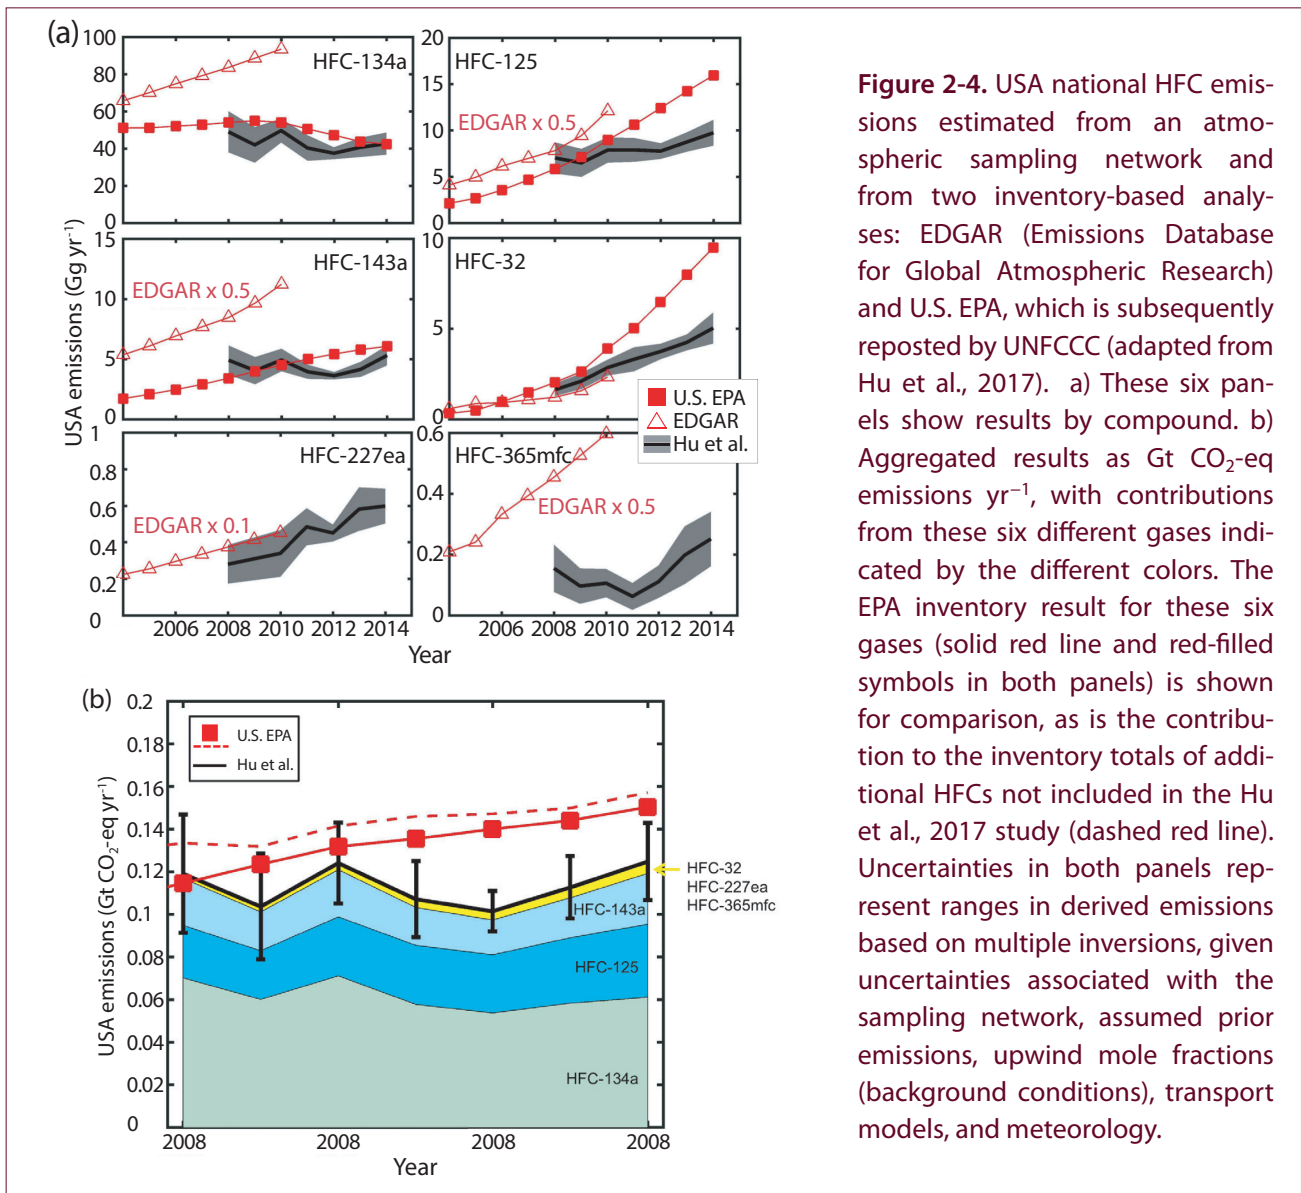 (a)
100
80
60
40
20
0
HFC-134a
20
15
10
5
0
HFC-125
EDGAR x 0.5
15
10
5
0
HFC-143a
EDGAR x 0.5
10
5
0
HFC-32
U.S. EPA
EDGAR
Hu et al.
1
0.8
0.6
0.4
0.2
0
HFC-227ea
EDGAR x 0.1
0.6
0.4
0.2
0
HFC-365mfc
EDGAR x 0.5
USA emissions (Gg yr⁻¹)
2006 2008 2010 2012 2014
2006 2008 2010 2012 2014
Year
(b)
0.2
0.18
0.16
0.14
0.12
0.1
0.08
0.06
0.04
0.02
0
USA emissions (Gt CO₂-eq yr⁻¹)
U.S. EPA
Hu et al.
HFC-32
HFC-227ea
HFC-365mfc
HFC-143a
HFC-125
HFC-134a
2008 2008 2008 2008
Year
Figure 2-4. USA national HFC emis-
sions estimated from an atmo-
spheric sampling network and
from two inventory-based analy-
ses: EDGAR (Emissions Database
for Global Atmospheric Research)
and U.S. EPA, which is subsequently
reposted by UNFCCC (adapted from
Hu et al., 2017). a) These six pan-
els show results by compound. b)
Aggregated results as Gt CO₂-eq
emissions yr⁻¹, with contributions
from these six different gases indi-
cated by the different colors. The
EPA inventory result for these six
gases (solid red line and red-filled
symbols in both panels) is shown
for comparison, as is the contribu-
tion to the inventory totals of addi-
tional HFCs not included in the Hu
et al., 2017 study (dashed red line).
Uncertainties in both panels rep-
resent ranges in derived emissions
based on multiple inversions, given
uncertainties associated with the
sampling network, assumed prior
emissions, upwind mole fractions
(background conditions), transport
models, and meteorology.